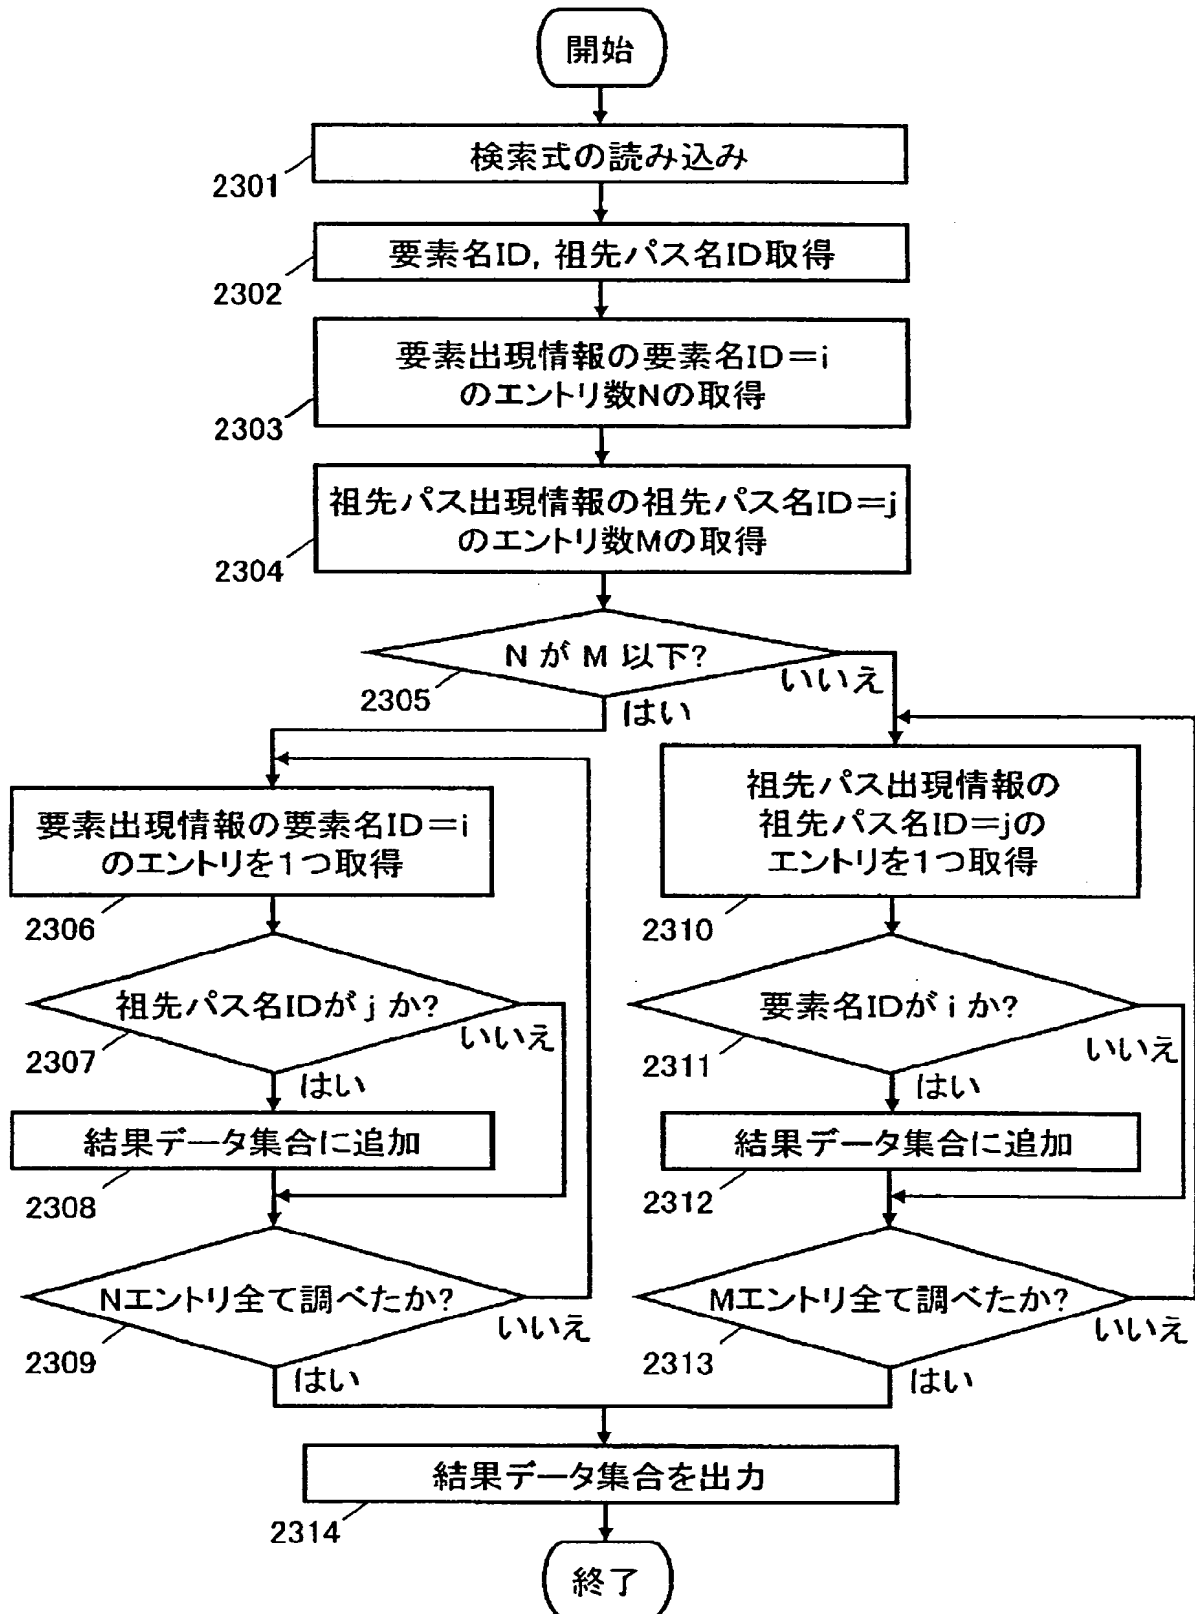 開始
検索式の読み込み
2301
要素名ID, 祖先パス名ID取得
2302
要素出現情報の要素名ID=i
のエントリ数Nの取得
2303
祖先パス出現情報の祖先パス名ID=j
のエントリ数Mの取得
2304
N が M 以下?
2305
いいえ
はい
要素出現情報の要素名ID=i
のエントリを1つ取得
2306
祖先パス名IDが j か?
2307
いいえ
はい
結果データ集合に追加
2308
Nエントリ全て調べたか?
2309
いいえ
はい
祖先パス出現情報の
祖先パス名ID=jの
エントリを1つ取得
2310
要素名IDが i か?
2311
いいえ
はい
結果データ集合に追加
2312
Mエントリ全て調べたか?
2313
いいえ
はい
結果データ集合を出力
2314
終了